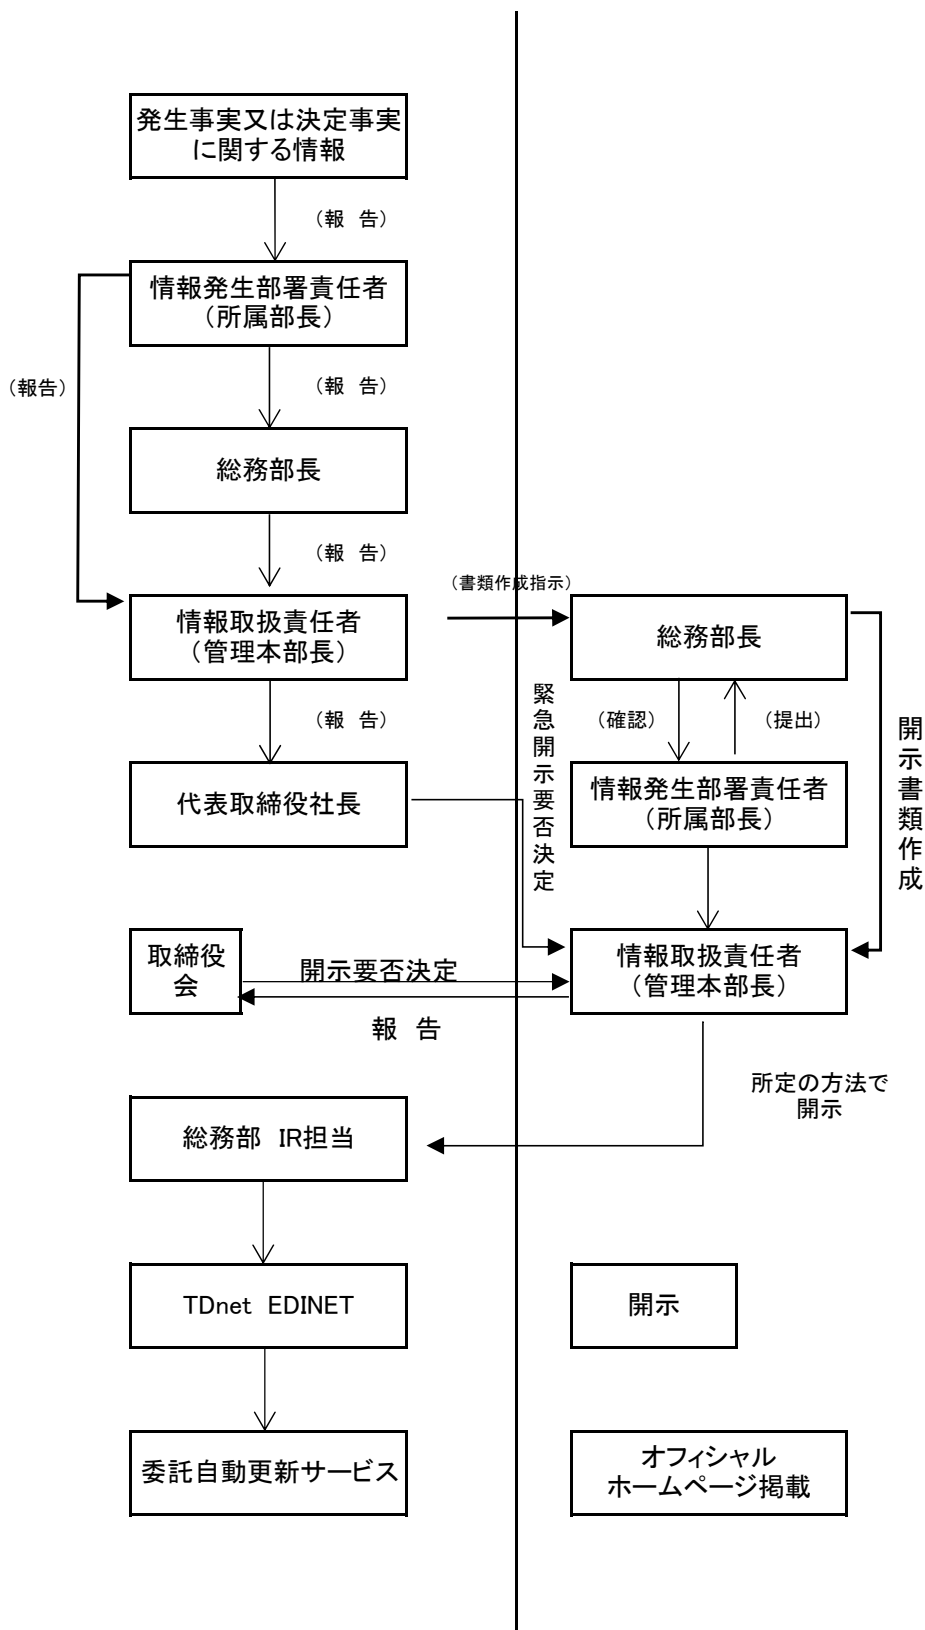 発生事実又は決定事実
に関する情報
（報　告）
情報発生部署責任者
（所属部長）
（報告）
（報　告）
総務部長
（報　告）
（書類作成指示）
情報取扱責任者
（管理本部長）
総務部長
（報　告）
緊急開示要否決定
（確認）
（提出）
開示書類作成
代表取締役社長
情報発生部署責任者
（所属部長）
取締役
会
開示要否決定
報　告
情報取扱責任者
（管理本部長）
所定の方法で
開示
総務部　IR担当
TDnet　EDINET
開示
委託自動更新サービス
オフィシャル
ホームページ掲載